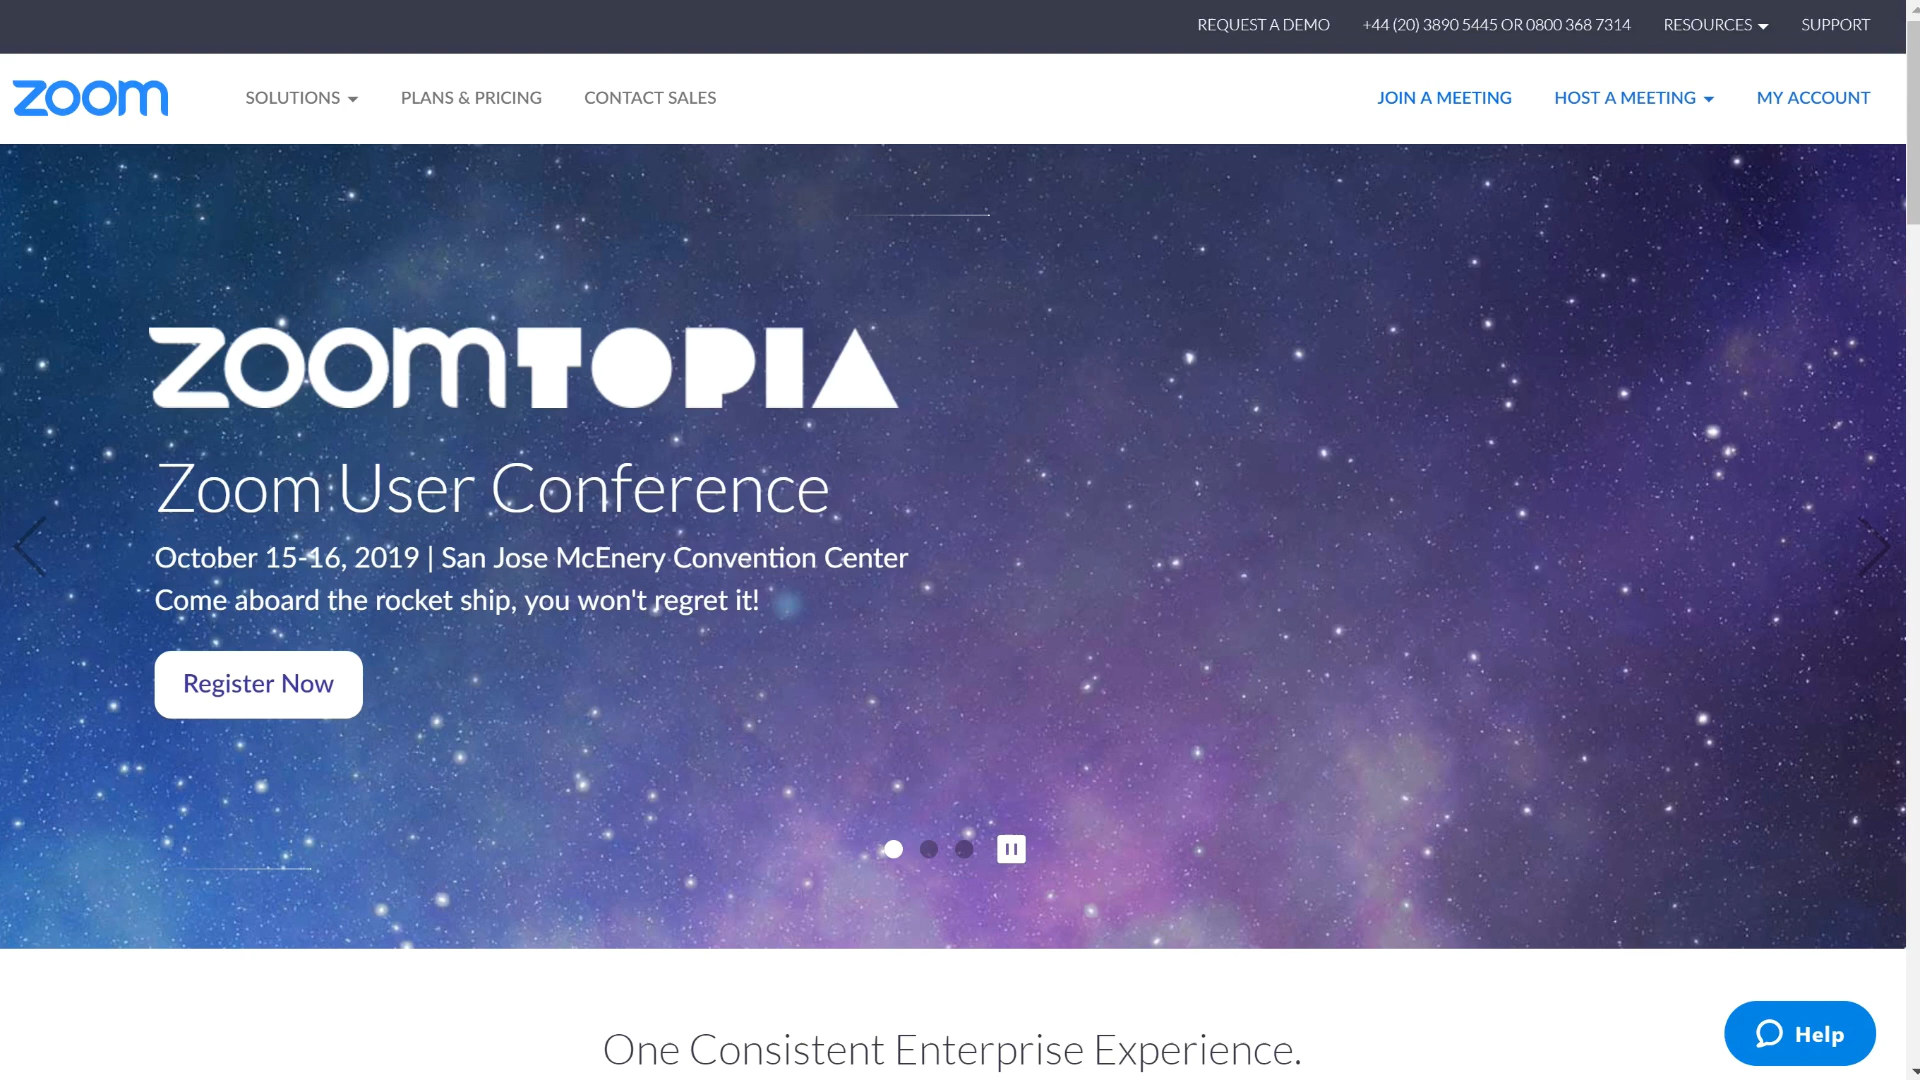 REQUEST A DEMO +44 (20) 3890 5445 OR 0800 368 7314 RESOURCES SUPPORT
zoom SOLUTIONS PLANS & PRICING CONTACT SALES JOIN A MEETING HOST A MEETING MY ACCOUNT
zoomTOPIA
Zoom User Conference
October 15-16, 2019 | San Jose McEnery Convention Center
Come aboard the rocket ship, you won't regret it!
Register Now
One Consistent Enterprise Experience.
Help